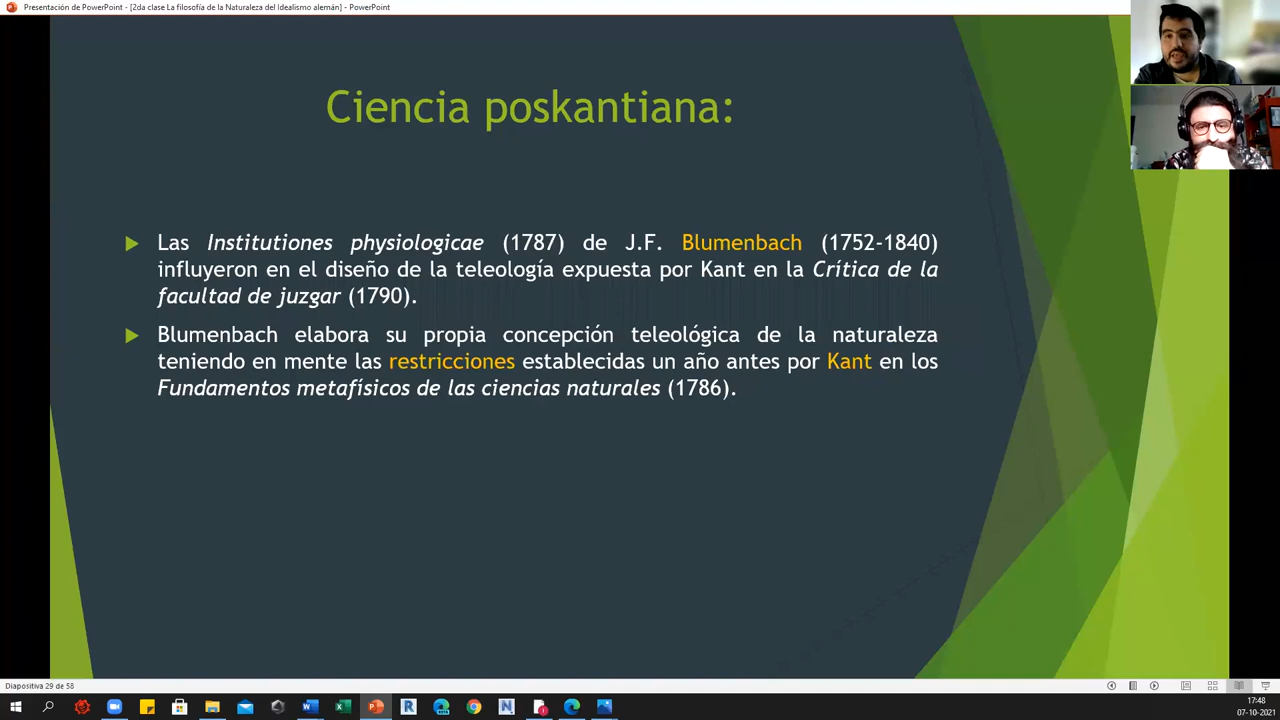 Presentación de PowerPoint - [2da clase La filosofía de la Naturaleza del Idealismo alemán] - PowerPoint
Ciencia poskantiana:
Las Institutiones physiologicae (1787) de J.F. Blumenbach (1752-1840)
influyeron en el diseño de la teleología expuesta por Kant en la Crítica de la
facultad de juzgar (1790).
Blumenbach elabora su propia concepción teleológica de la naturaleza
teniendo en mente las restricciones establecidas un año antes por Kant en los
Fundamentos metafísicos de las ciencias naturales (1786).
Diapositiva 29 de 58
17:48
07-10-2021